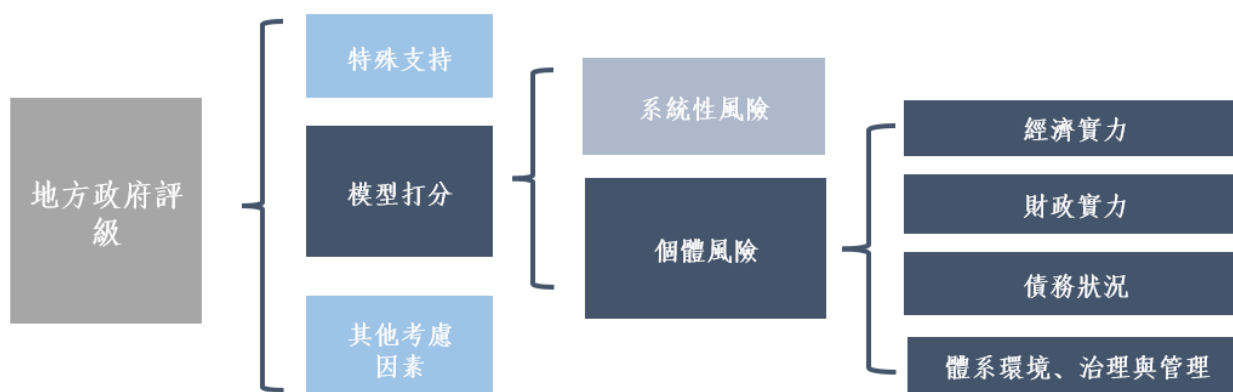 地方政府評
級
特殊支持
模型打分
其他考慮
因素
系統性風險
個體風險
經濟實力
財政實力
債務狀況
體系環境、治理與管理